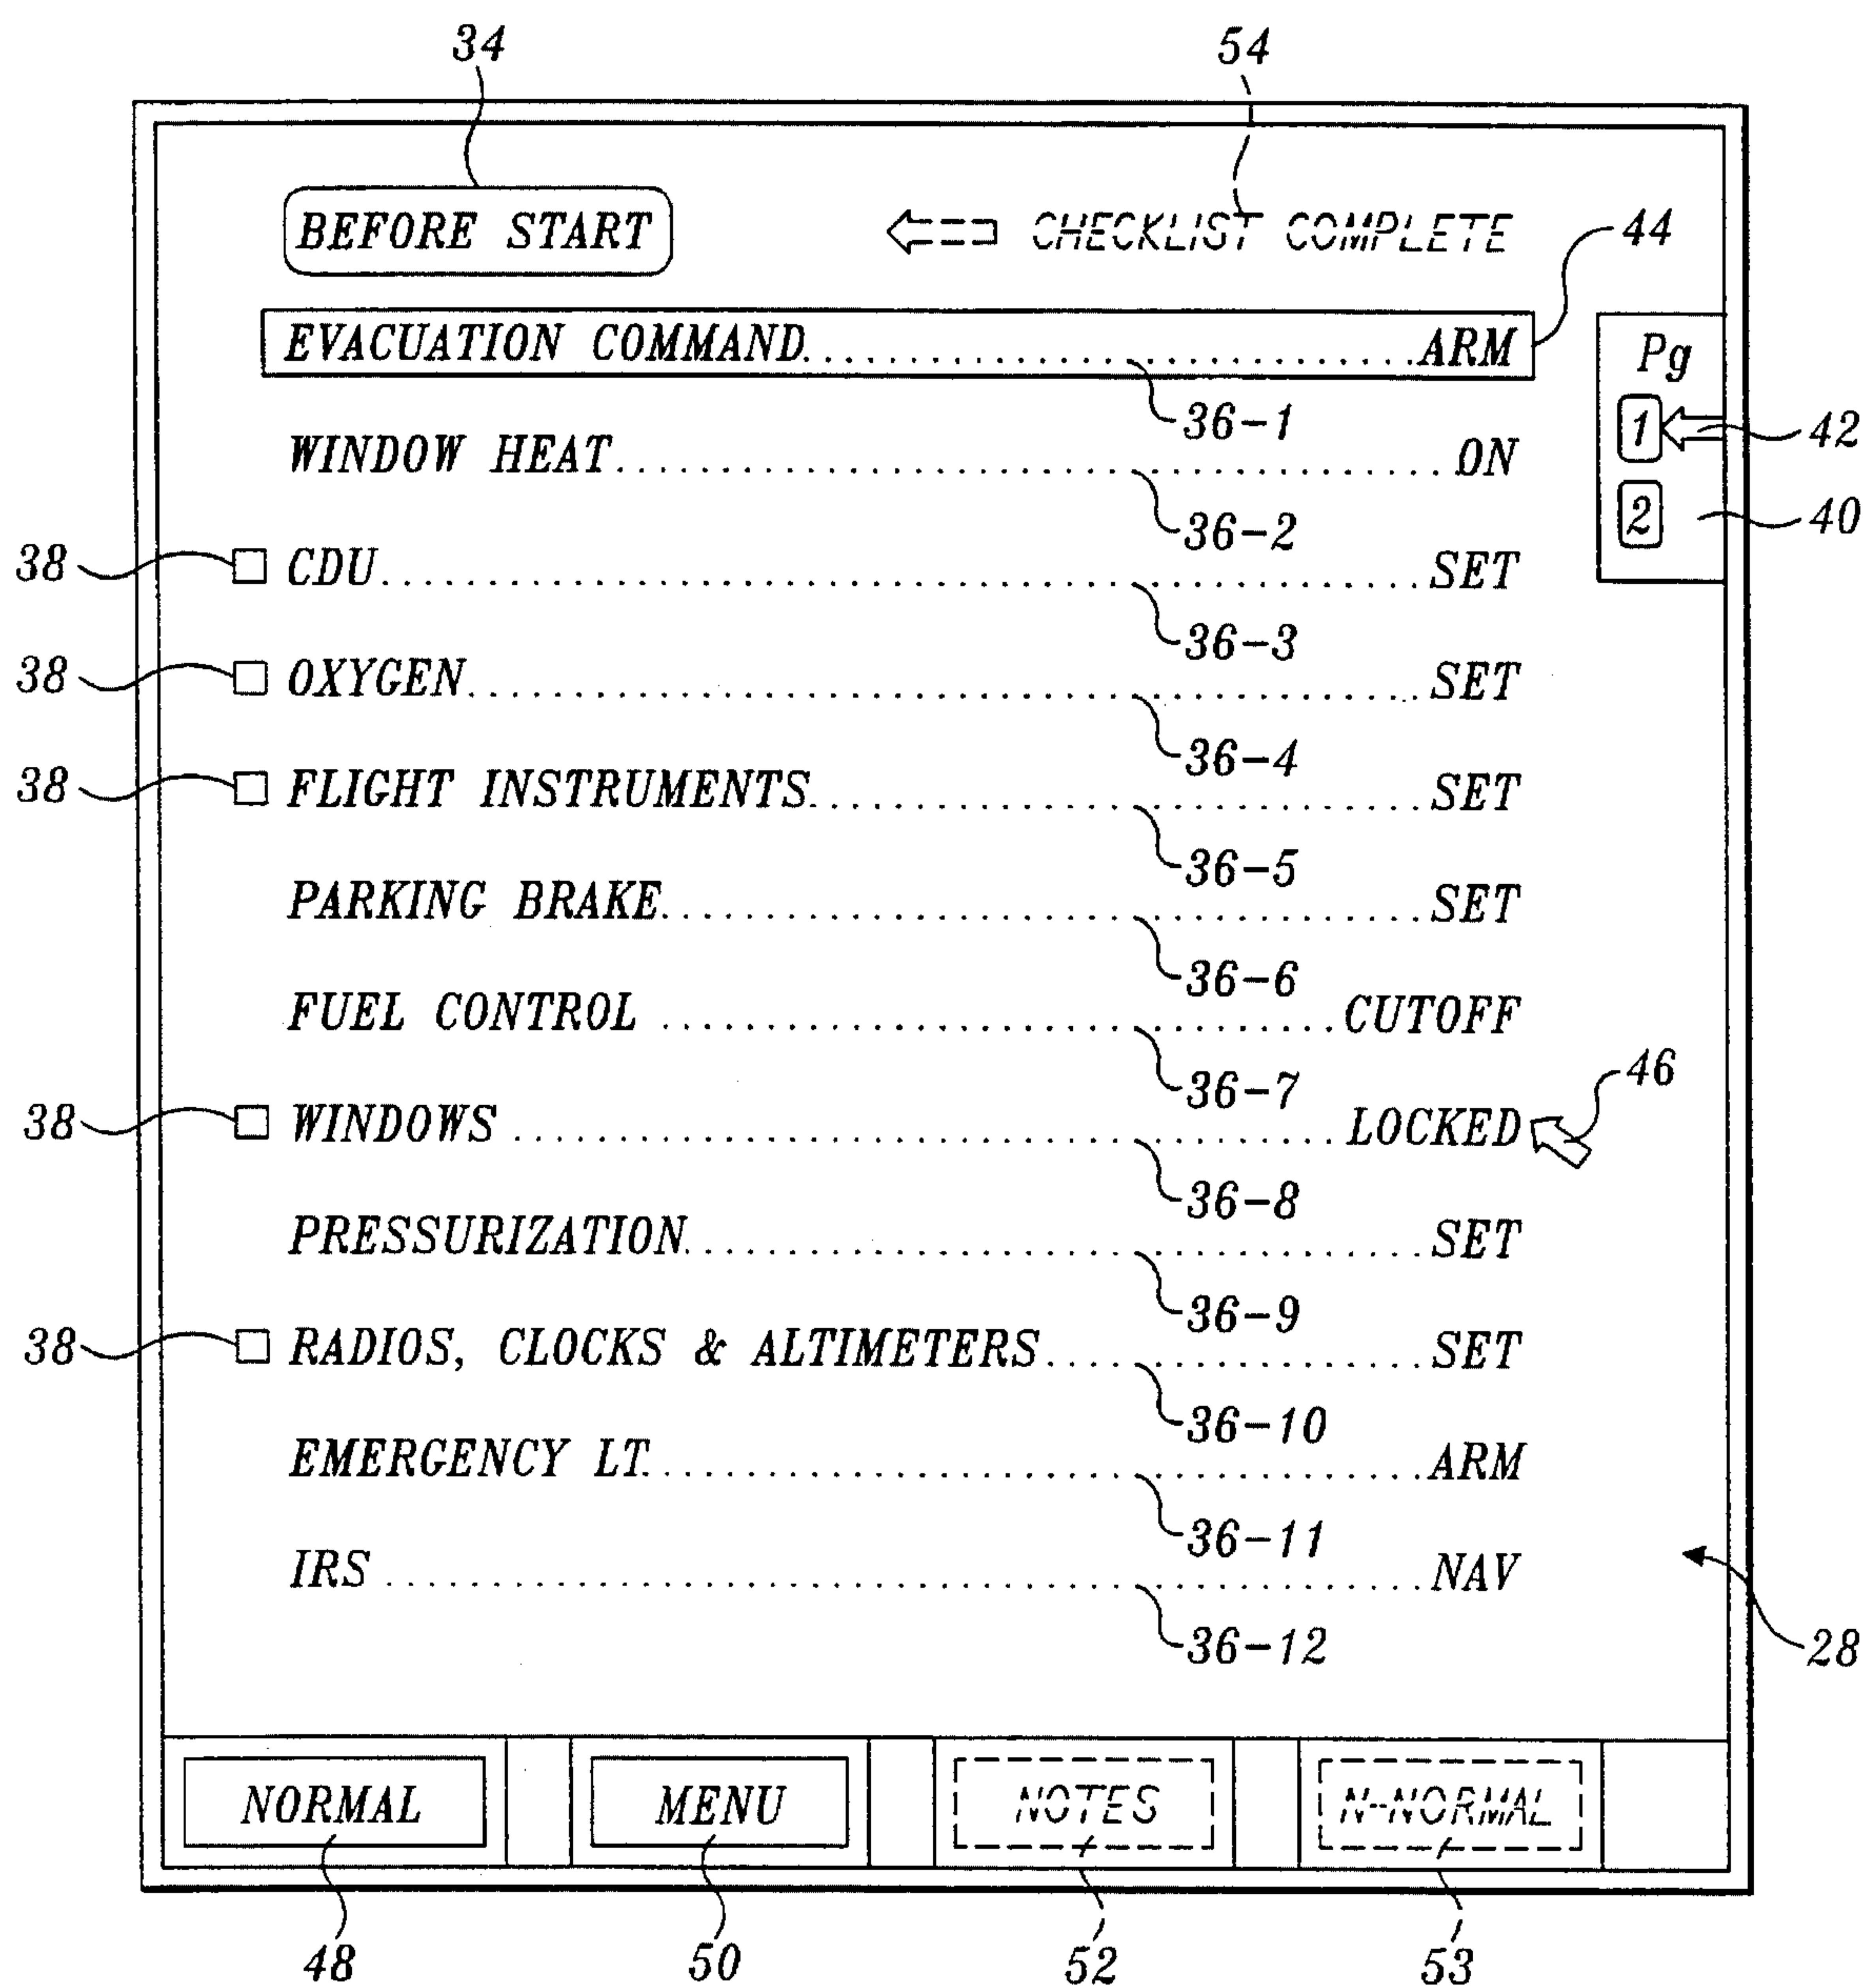 34 54
BEFORE START CHECKLIST COMPLETE 44
EVACUATION COMMAND............................ARM Pg
36-1 1 42
WINDOW HEAT........................................ON
36-2 2 40
38 CDU..................................................SET
36-3
38 OXYGEN..............................................SET
36-4
38 FLIGHT INSTRUMENTS.............................SET
36-5
PARKING BRAKE.....................................SET
36-6
FUEL CONTROL ................................CUTOFF
36-7 46
38 WINDOWS .......................................LOCKED
36-8
PRESSURIZATION...................................SET
36-9
38 RADIOS, CLOCKS & ALTIMETERS..................SET
36-10
EMERGENCY LT......................................ARM
36-11
IRS ..................................................NAV
36-12 28
NORMAL MENU NOTES N-NORMAL
48 50 52 53